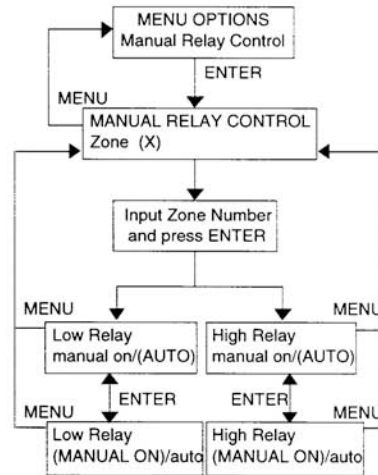 MENU OPTIONS
Manual Relay Control
ENTER
MENU
MANUAL RELAY CONTROL
Zone (X)
Input Zone Number
and press ENTER
MENU
MENU
Low Relay
manual on/(AUTO)
High Relay
manual on/(AUTO)
ENTER
ENTER
MENU
MENU
Low Relay
(MANUAL ON)/auto
High Relay
(MANUAL ON)/auto